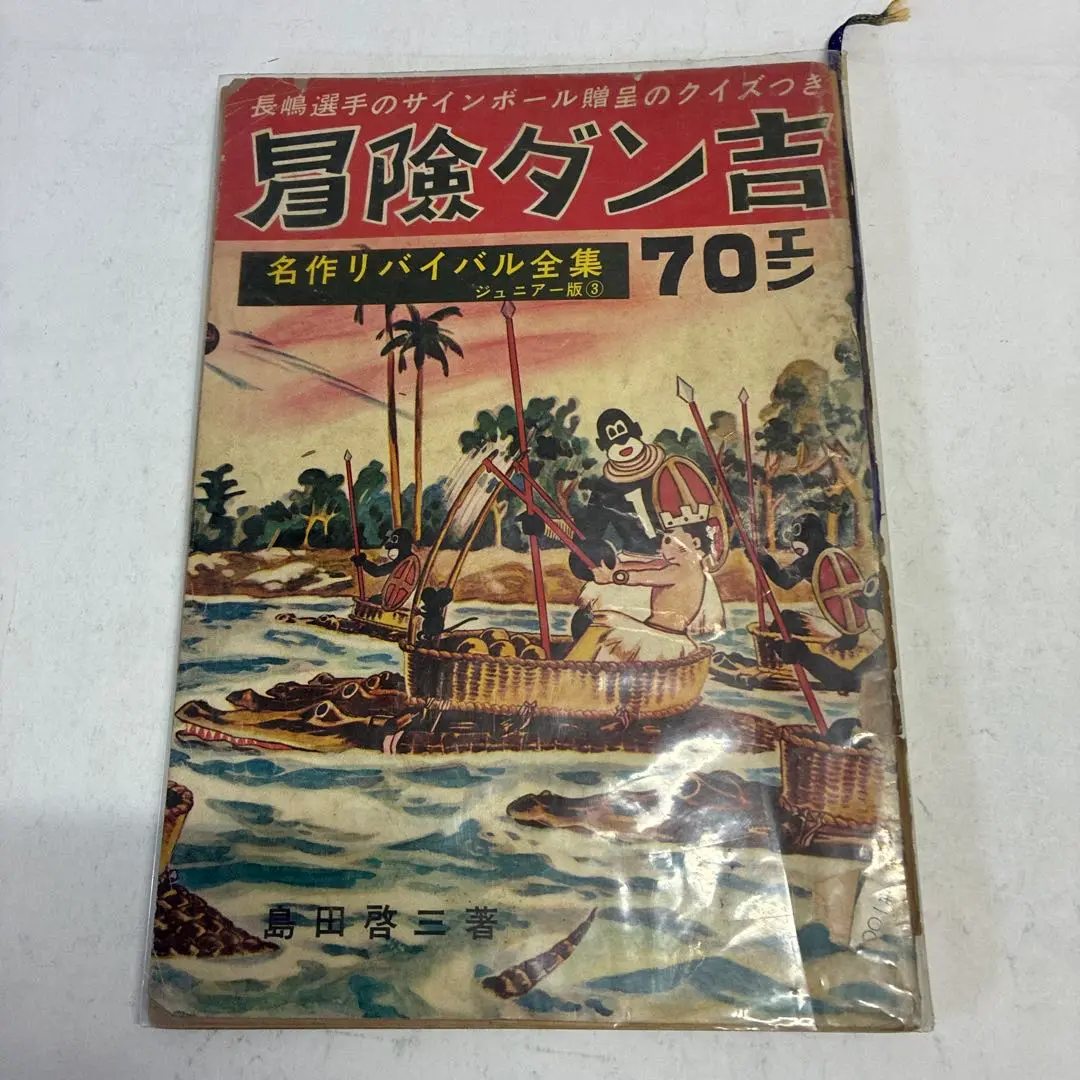 長嶋選手のサインボール贈呈のクイズつき
冒険ダン吉
名作リバイバル全集
ジュニアー版③
70エン
1
島田啓三著